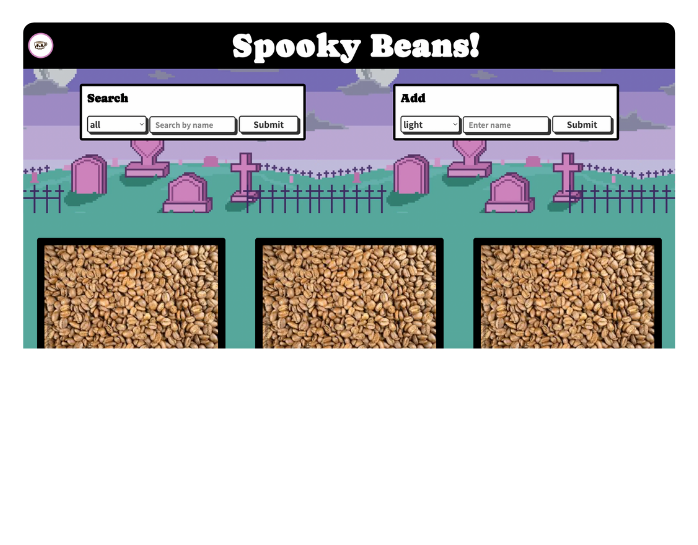 Spooky Beans!
Search
all Search by name Submit
Add
light Enter name Submit